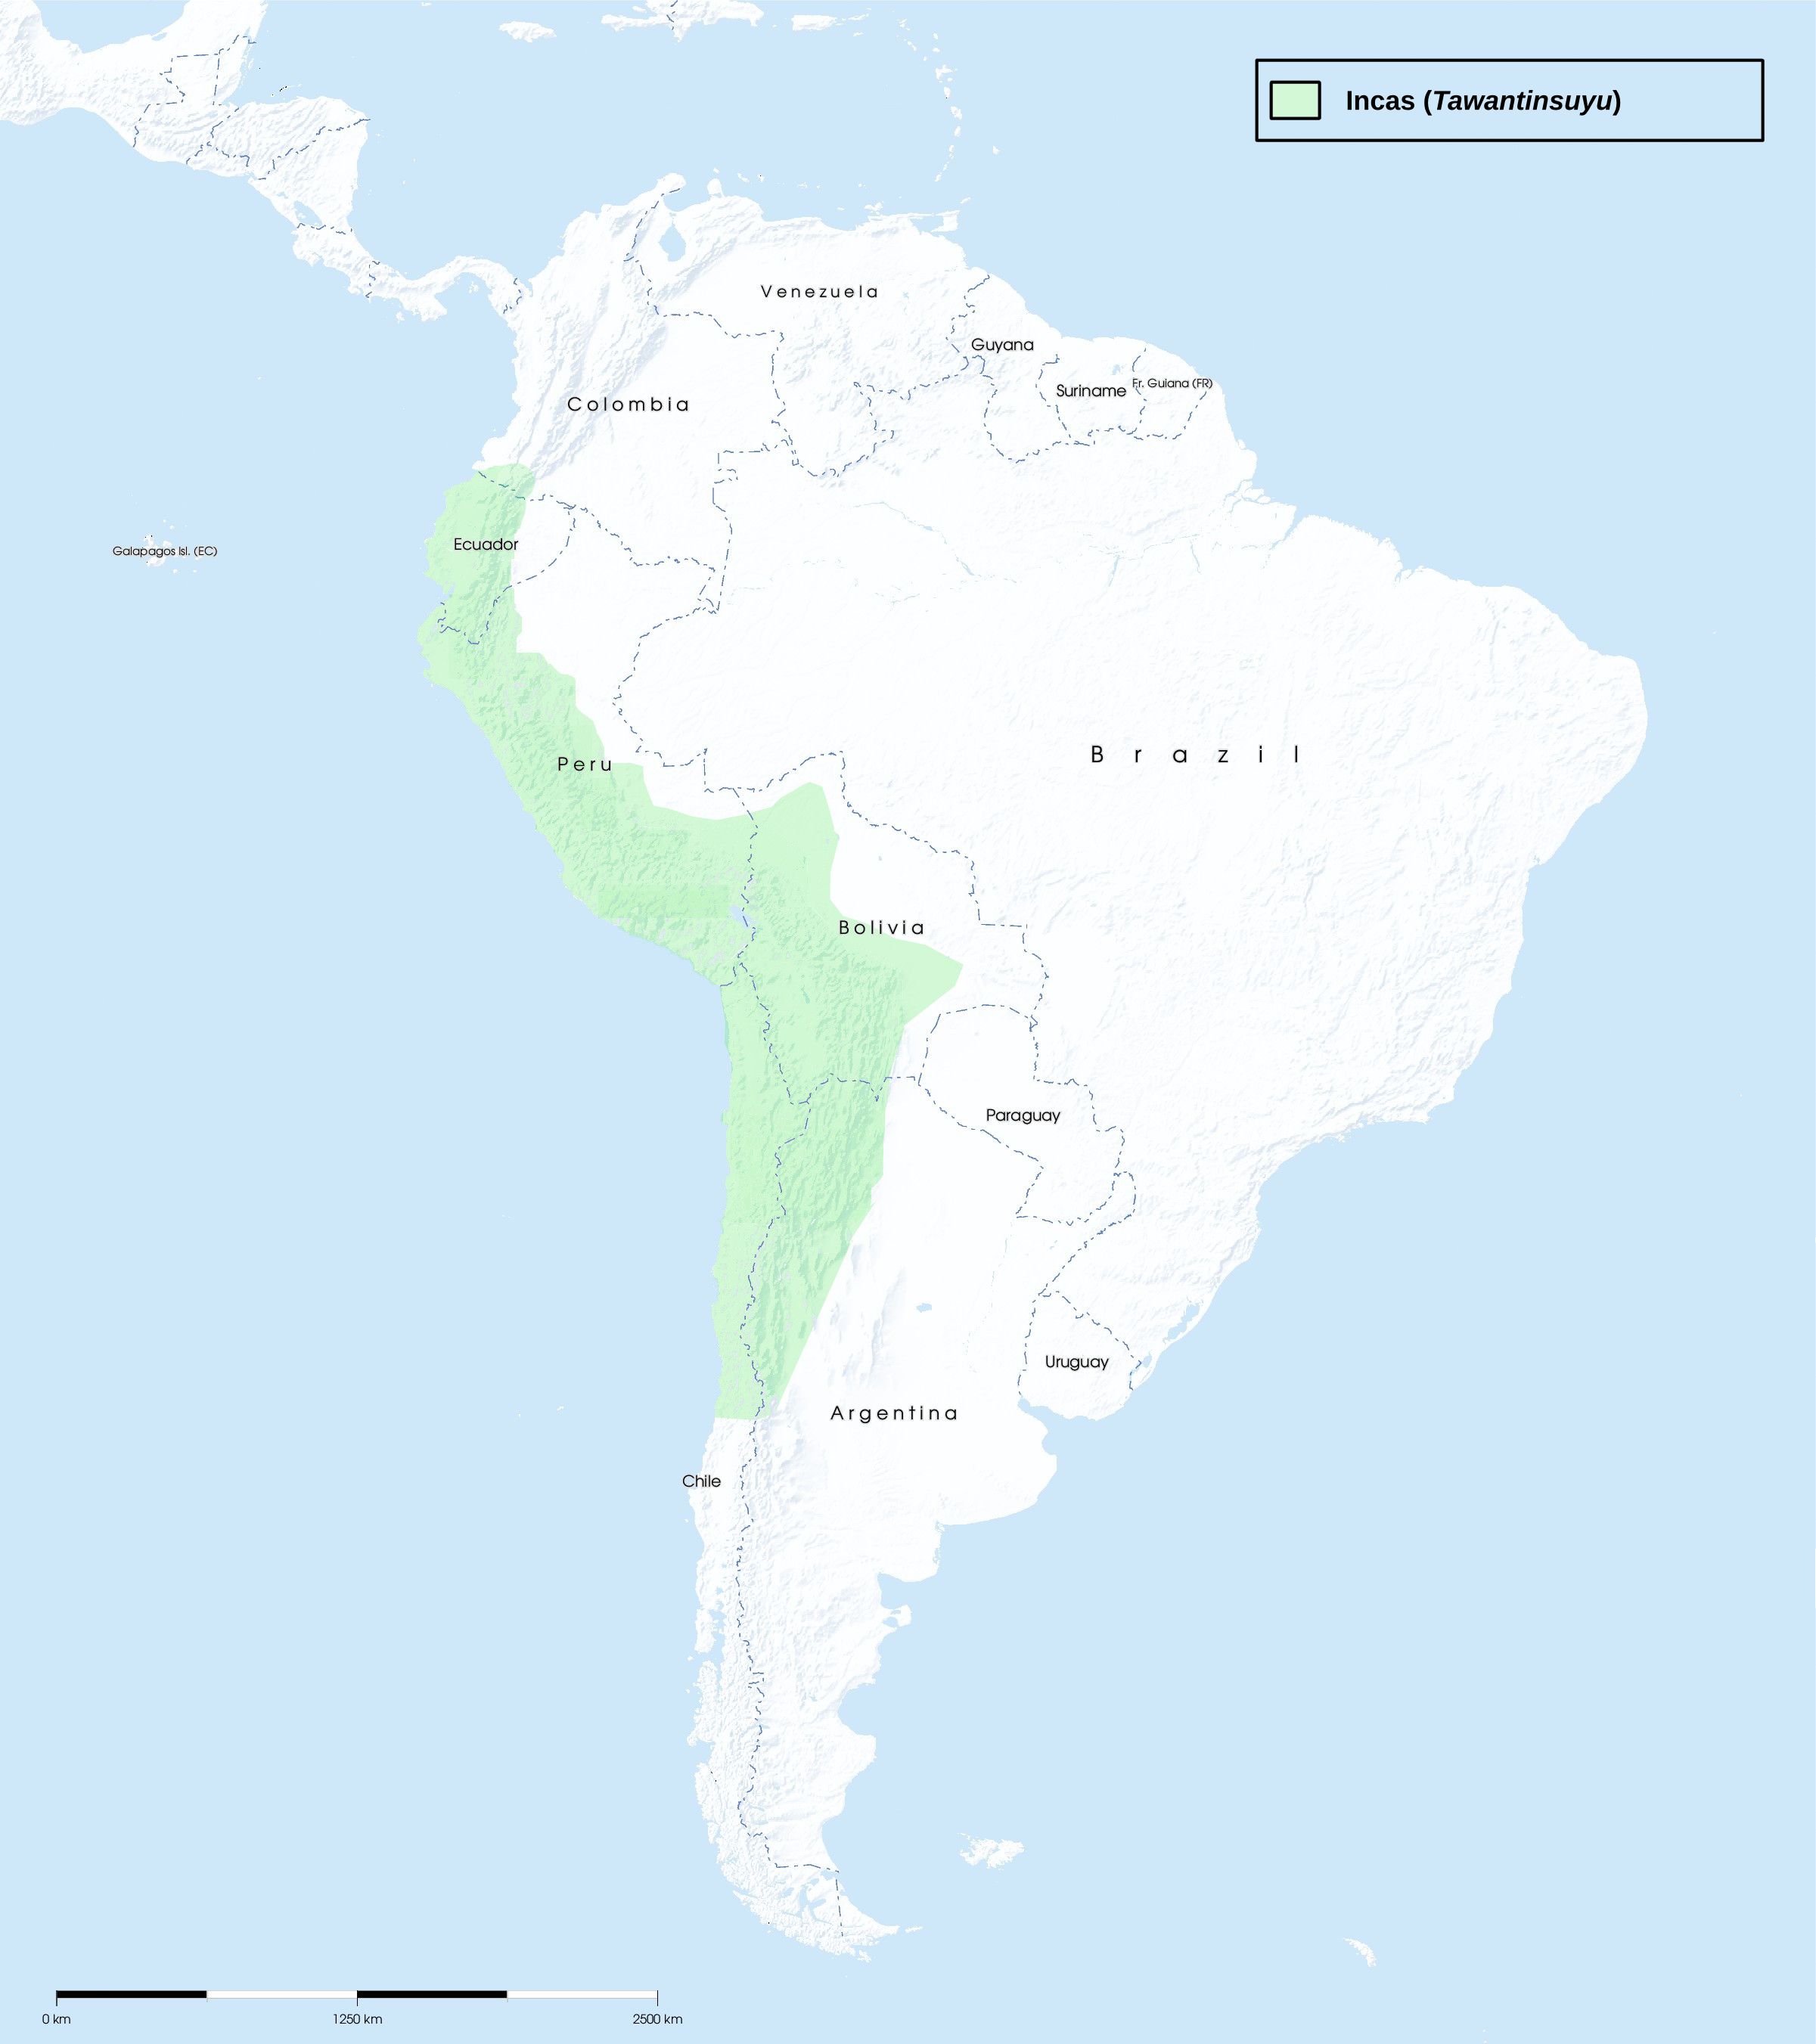 Incas (Tawantinsuyu)
Venezuela
Guyana
Suriname
Fr. Guiana (FR)
Colombia
Ecuador
Galapagos Isl. (EC)
Brazil
Peru
Bolivia
Paraguay
Uruguay
Argentina
Chile
0 km
1250 km
2500 km